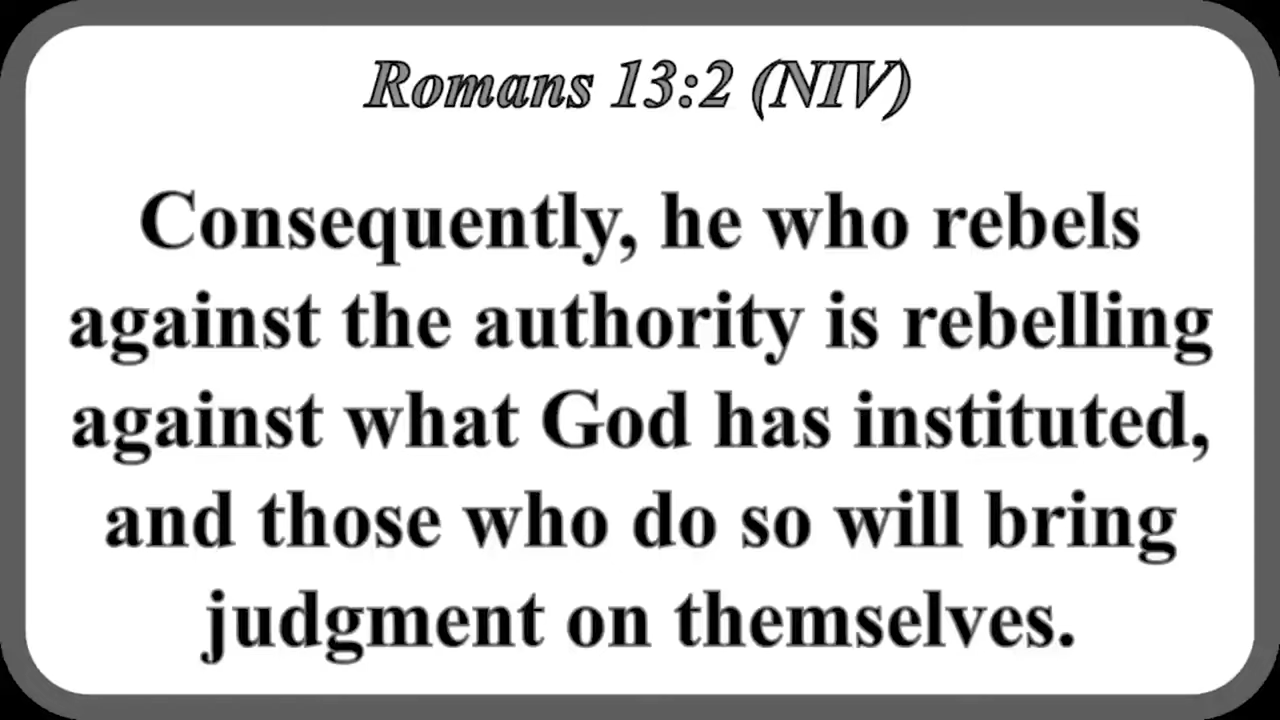 Romans 13:2 (NIV)
Consequently, he who rebels
against the authority is rebelling
against what God has instituted,
and those who do so will bring
judgment on themselves.